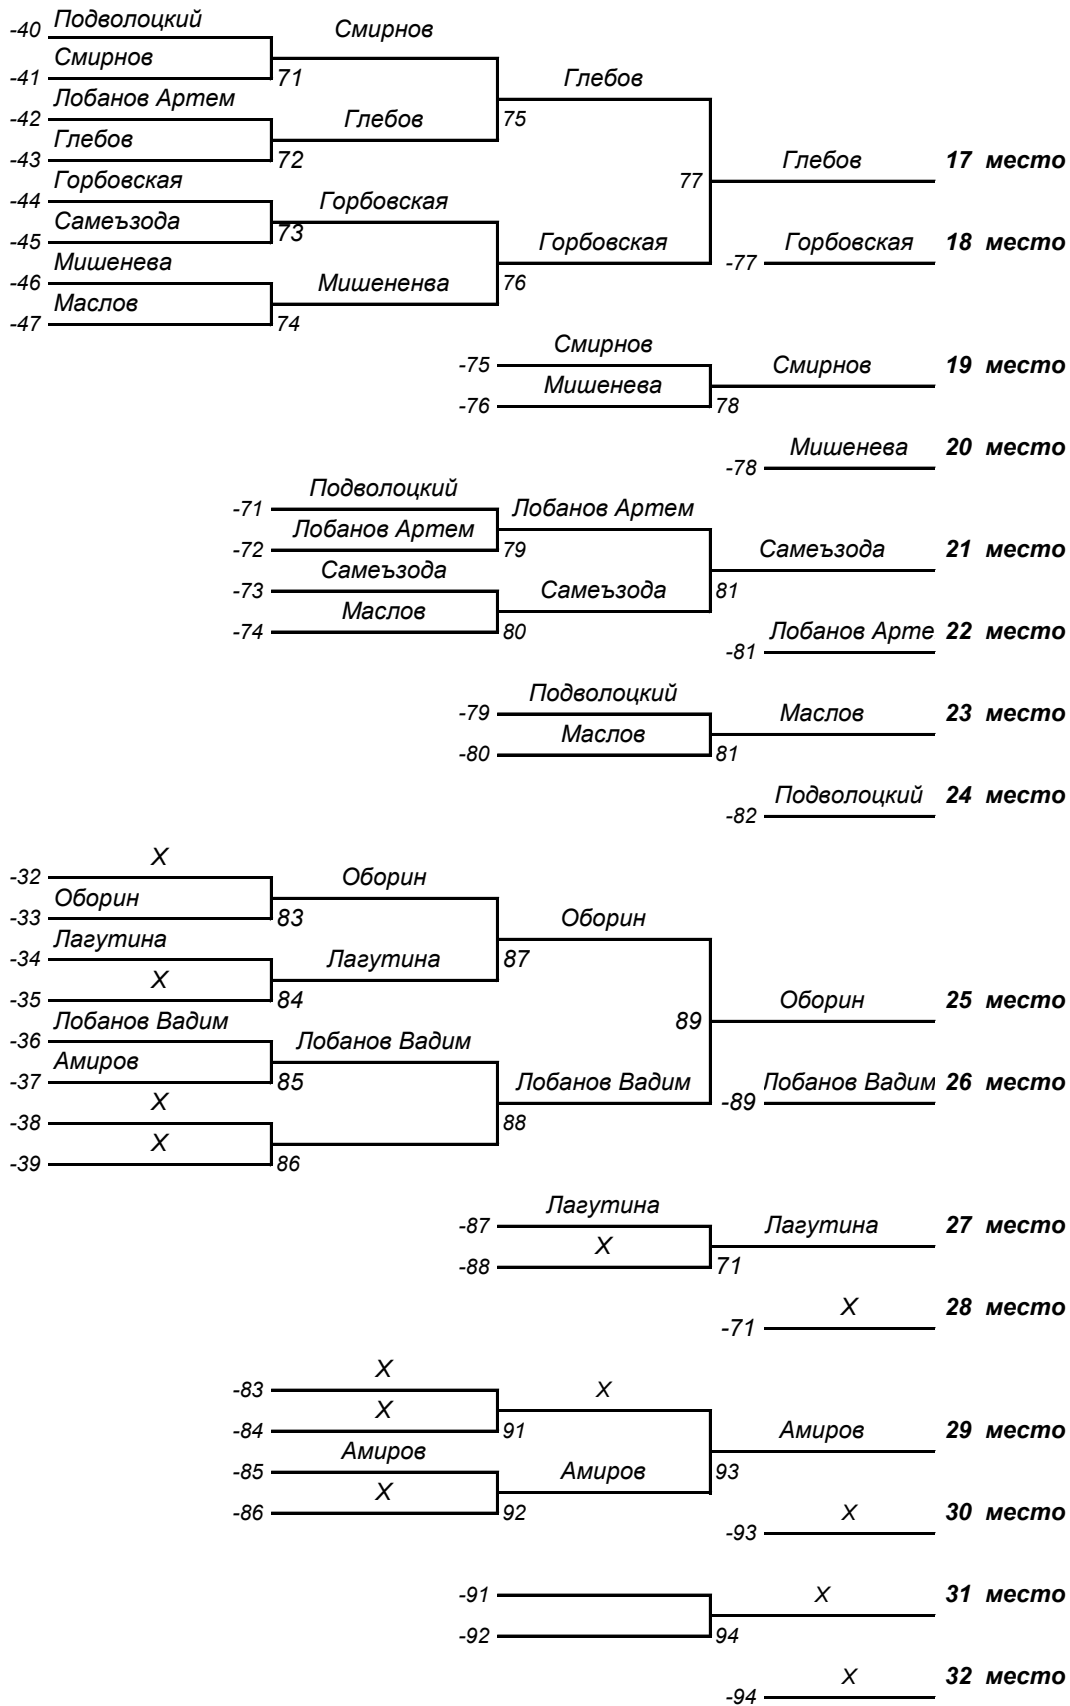 -40 Подволоцкий Смирнов
-41 Смирнов 71 Глебов
-42 Лобанов Артем Глебов 75
-43 Глебов 72 Глебов 17 место
-44 Горбовская Горбовская 77
-45 Самеъзода 73 Горбовская -77 Горбовская 18 место
-46 Мишенева Мишененва 76
-47 Маслов 74
-75 Смирнов Смирнов 19 место
-76 Мишенева 78
-78 Мишенева 20 место
-71 Подволоцкий Лобанов Артем
-72 Лобанов Артем 79 Самеъзода 21 место
-73 Самеъзода Самеъзода 81
-74 Маслов 80 -81 Лобанов Арте 22 место
-79 Подволоцкий Маслов 23 место
-80 Маслов 81
-82 Подволоцкий 24 место
-32 X Оборин
-33 Оборин 83 Оборин
-34 Лагутина Лагутина 87
-35 X 84 Оборин 25 место
-36 Лобанов Вадим Лобанов Вадим 89
-37 Амиров 85 Лобанов Вадим -89 Лобанов Вадим 26 место
-38 X 88
-39 X 86
-87 Лагутина Лагутина 27 место
-88 X 71
-71 X 28 место
-83 X X
-84 X 91 Амиров 29 место
-85 Амиров Амиров 93
-86 X 92 -93 X 30 место
-91 X 31 место
-92 94
-94 X 32 место